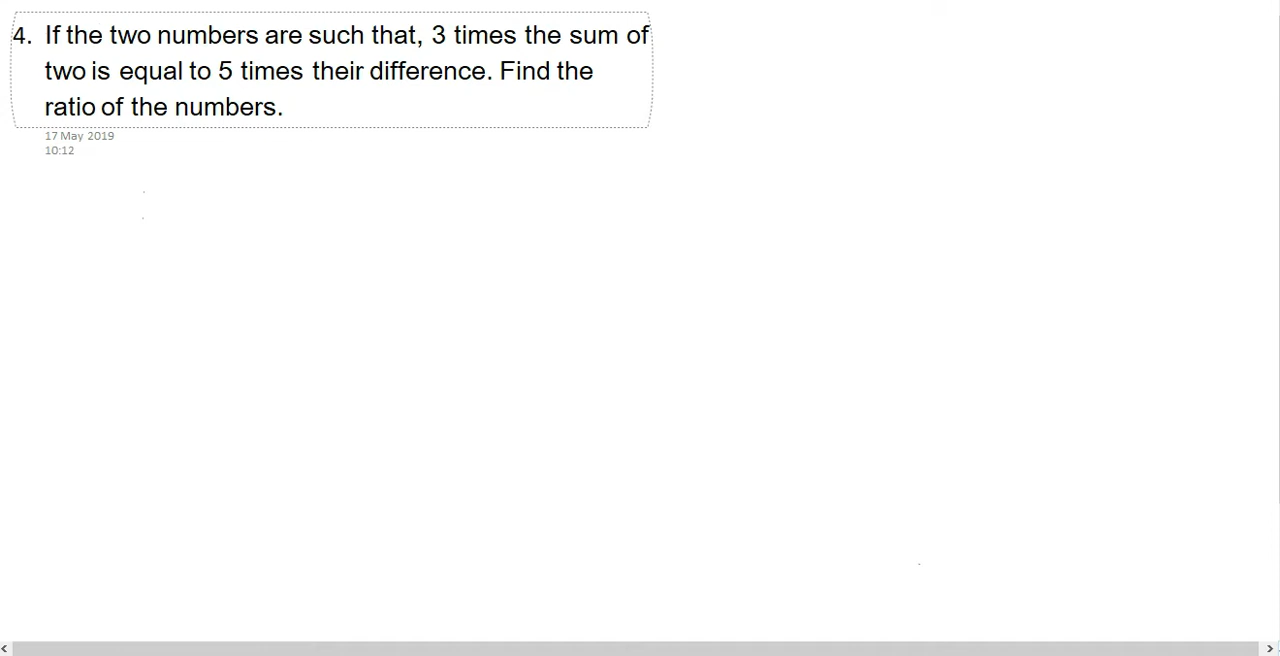 4. If the two numbers are such that, 3 times the sum of
two is equal to 5 times their difference. Find the
ratio of the numbers.
17 May 2019
10:12